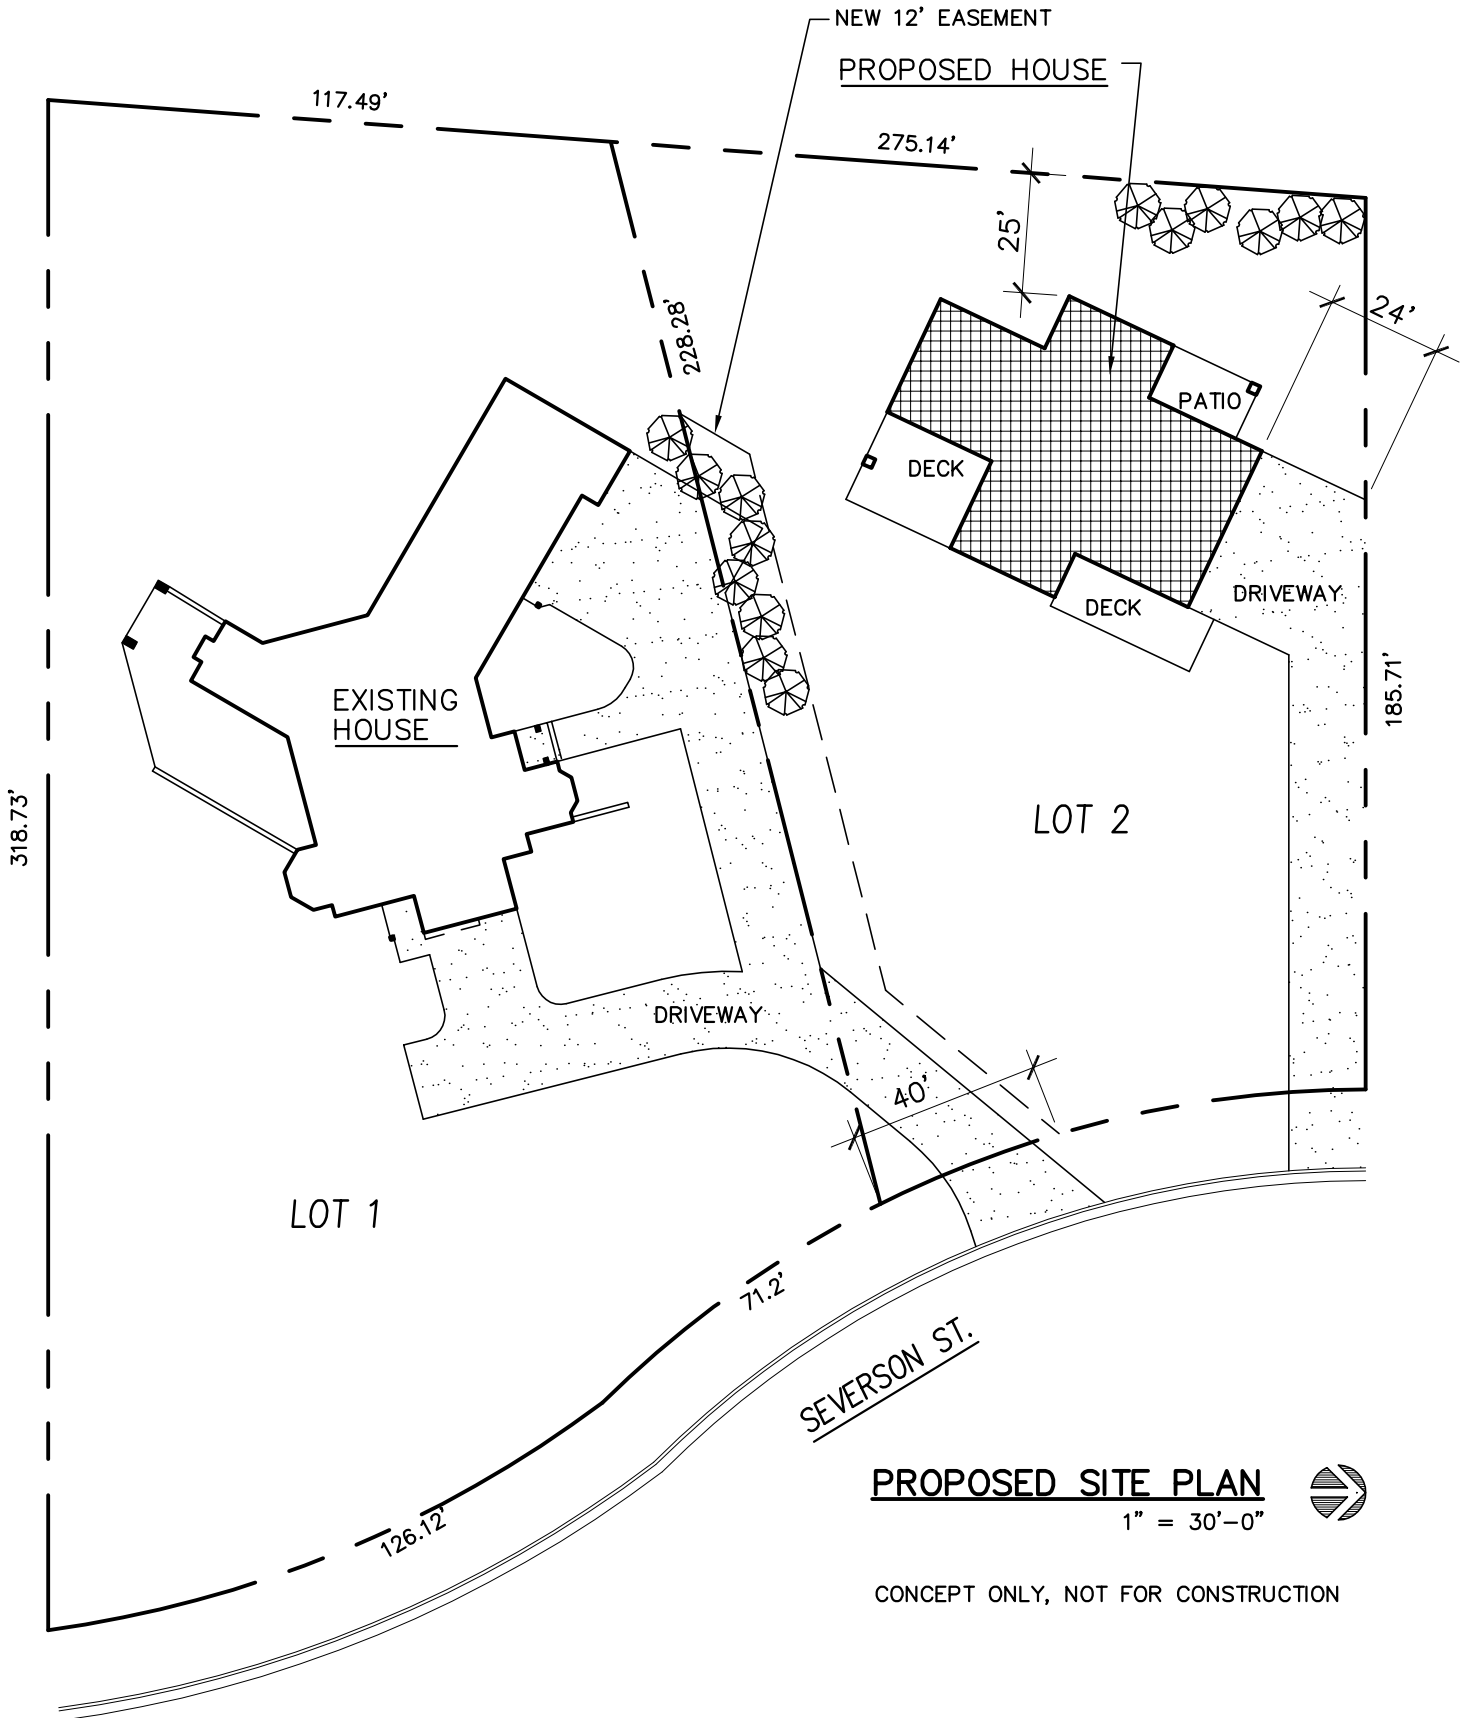 NEW 12' EASEMENT
PROPOSED HOUSE
117.49'
275.14'
25'
24'
228.28'
PATIO
DECK
DRIVEWAY
DECK
EXISTING
HOUSE
185.71'
318.73'
LOT 2
DRIVEWAY
40'
LOT 1
71.2'
SEVERSON ST.
126.12'
PROPOSED SITE PLAN
1" = 30'-0"
CONCEPT ONLY, NOT FOR CONSTRUCTION